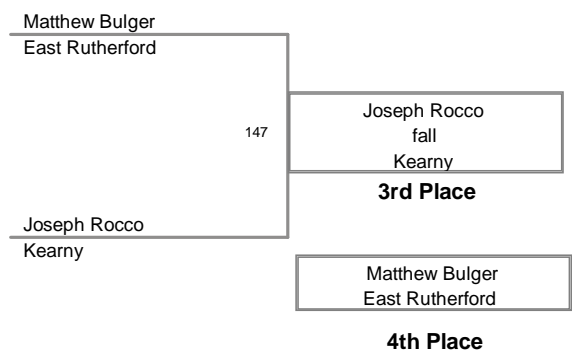 Matthew Bulger
East Rutherford
147
Joseph Rocco
fall
Kearny
3rd Place
Joseph Rocco
Kearny
Matthew Bulger
East Rutherford
4th Place